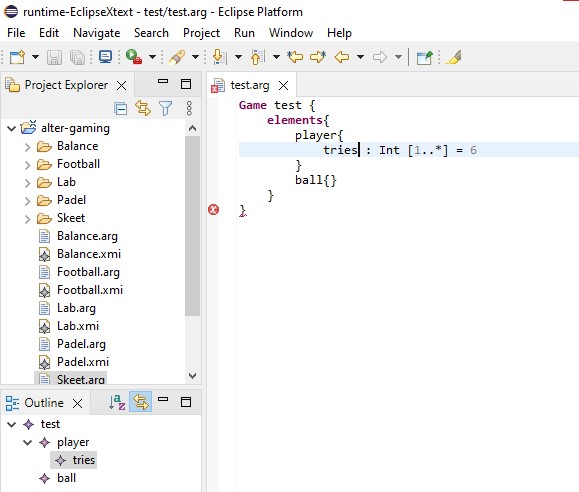 runtime-EclipseXtext - test/test.arg - Eclipse Platform
File Edit Navigate Search Project Run Window Help
Project Explorer
alter-gaming
Balance
Football
Lab
Padel
Skeet
Balance.arg
Balance.xmi
Football.arg
Football.xmi
Lab.arg
Lab.xmi
Padel.arg
Padel.xmi
Skeet.arg
test.arg
Game test {
elements{
player{
tries : Int [1..*] = 6
}
ball{}
}
}
Outline
test
player
tries
ball